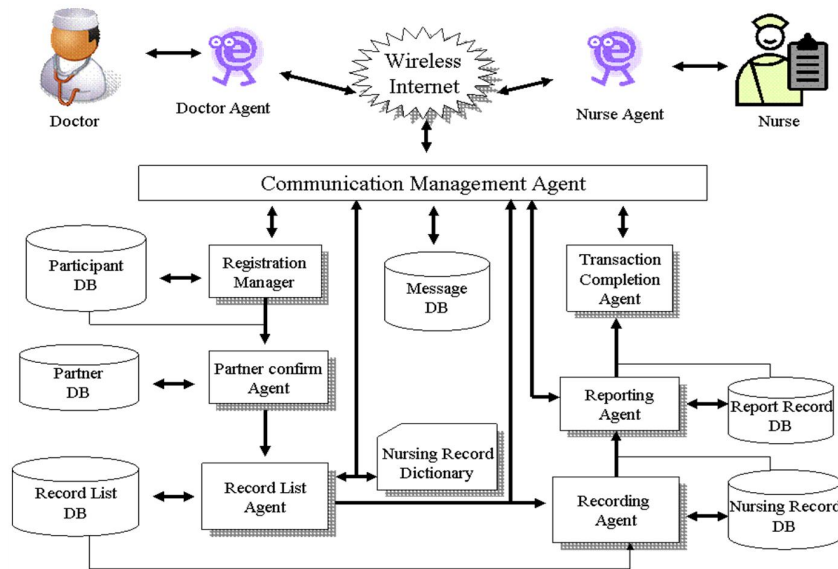 Wireless
Internet
Doctor
Doctor Agent
Nurse Agent
Nurse
Communication Management Agent
Participant
DB
Registration
Manager
Message
DB
Transaction
Completion
Agent
Partner
DB
Partner confirm
Agent
Reporting
Agent
Report Record
DB
Record List
DB
Record List
Agent
Nursing Record
Dictionary
Recording
Agent
Nursing Record
DB